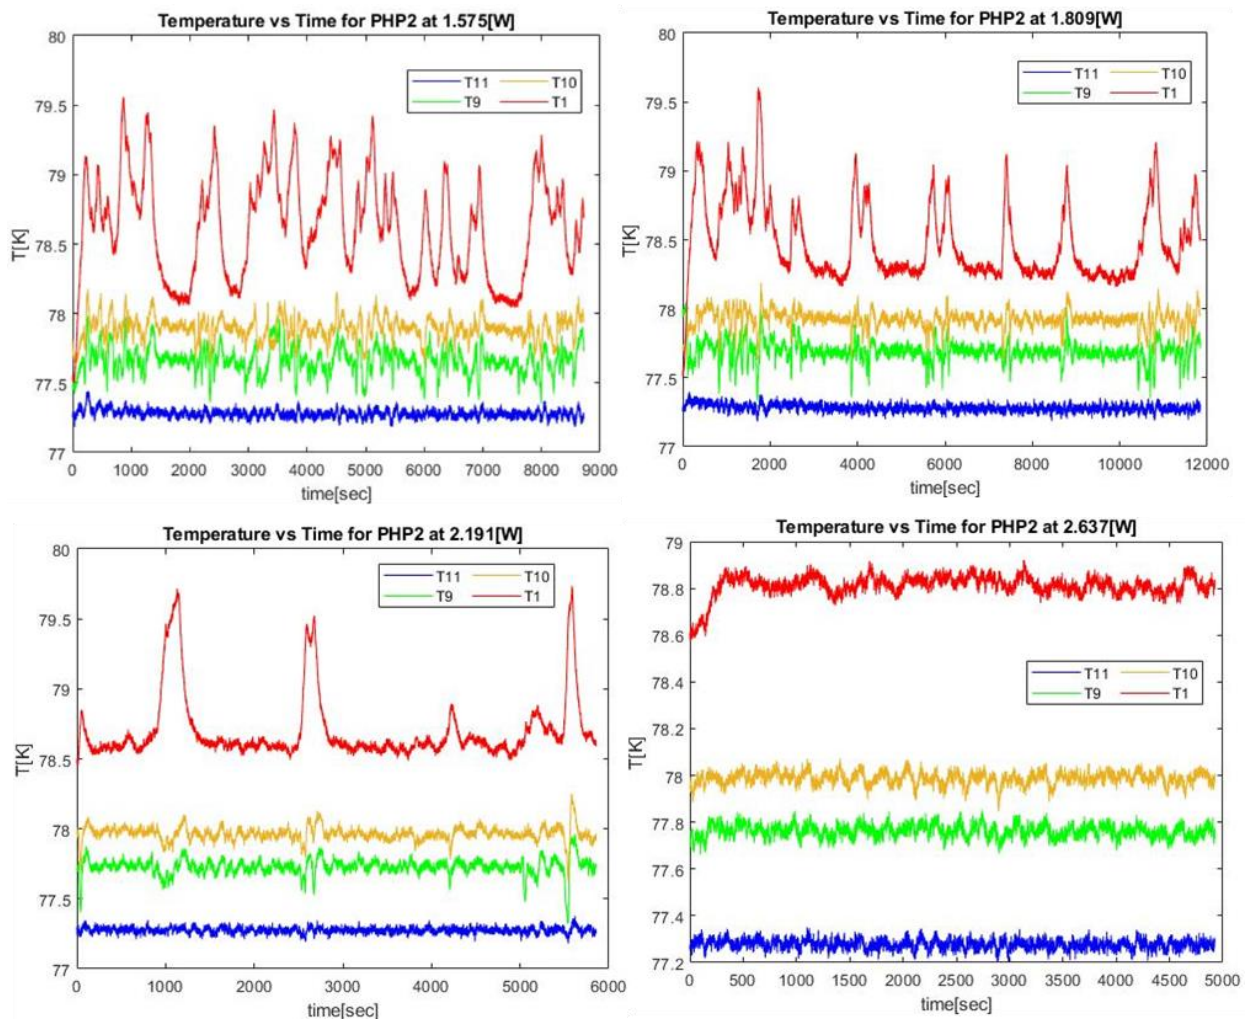 Temperature vs Time for PHP2 at 1.575[W]
80
79.5
79
78.5
78
77.5
77
T[K]
T11 T10
T9 T1
0 1000 2000 3000 4000 5000 6000 7000 8000 9000
time[sec]
Temperature vs Time for PHP2 at 1.809[W]
80
79.5
79
78.5
78
77.5
77
T[K]
T11 T10
T9 T1
0 2000 4000 6000 8000 10000 12000
time[sec]
Temperature vs Time for PHP2 at 2.191[W]
80
79.5
79
78.5
78
77.5
77
T[K]
T11 T10
T9 T1
0 1000 2000 3000 4000 5000 6000
time[sec]
Temperature vs Time for PHP2 at 2.637[W]
79
78.8
78.6
78.4
78.2
78
77.8
77.6
77.4
77.2
T[K]
T11 T10
T9 T1
0 500 1000 1500 2000 2500 3000 3500 4000 4500 5000
time[sec]